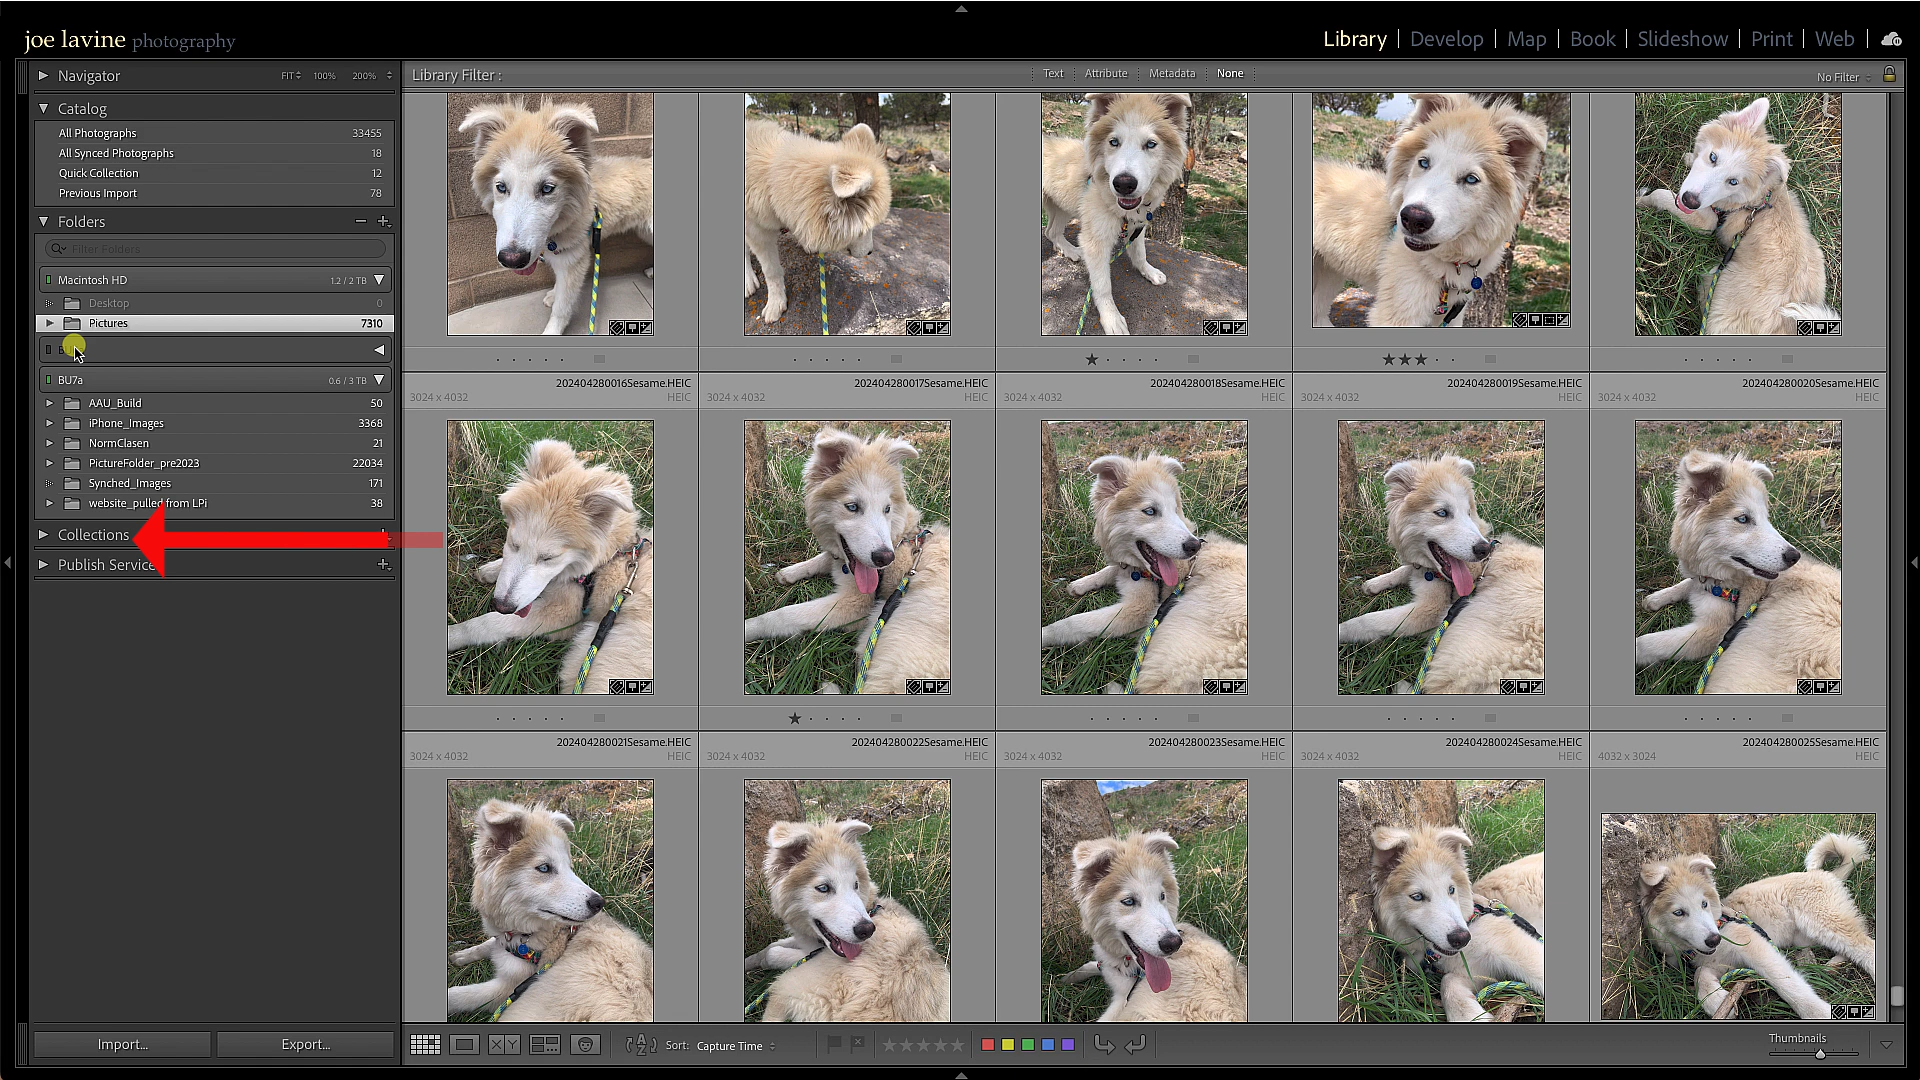 joe lavine photography
Library | Develop | Map | Book | Slideshow | Print | Web |
Navigator FIT 100% 200%
Library Filter : Text Attribute Metadata None No Filter
Catalog
All Photographs 33455
All Synced Photographs 18
Quick Collection 12
Previous Import 78
Folders
Filter Folders
Macintosh HD 1.2 / 2 TB
Desktop 0
Pictures 7310
BU7a 0.6 / 3 TB
AAU_Build 50
iPhone_Images 3368
NormClasen 21
PictureFolder_pre2023 22034
Synched_Images 171
website_pulled from LPi 38
Collections
Publish Service
202404280016Sesame.HEIC 202404280017Sesame.HEIC 202404280018Sesame.HEIC 202404280019Sesame.HEIC 202404280020Sesame.HEIC
3024 x 4032 HEIC 3024 x 4032 HEIC 3024 x 4032 HEIC 3024 x 4032 HEIC 3024 x 4032 HEIC
202404280021Sesame.HEIC 202404280022Sesame.HEIC 202404280023Sesame.HEIC 202404280024Sesame.HEIC 202404280025Sesame.HEIC
3024 x 4032 HEIC 3024 x 4032 HEIC 3024 x 4032 HEIC 3024 x 4032 HEIC 4032 x 3024 HEIC
Import... Export... X Y A Z Sort: Capture Time Thumbnails